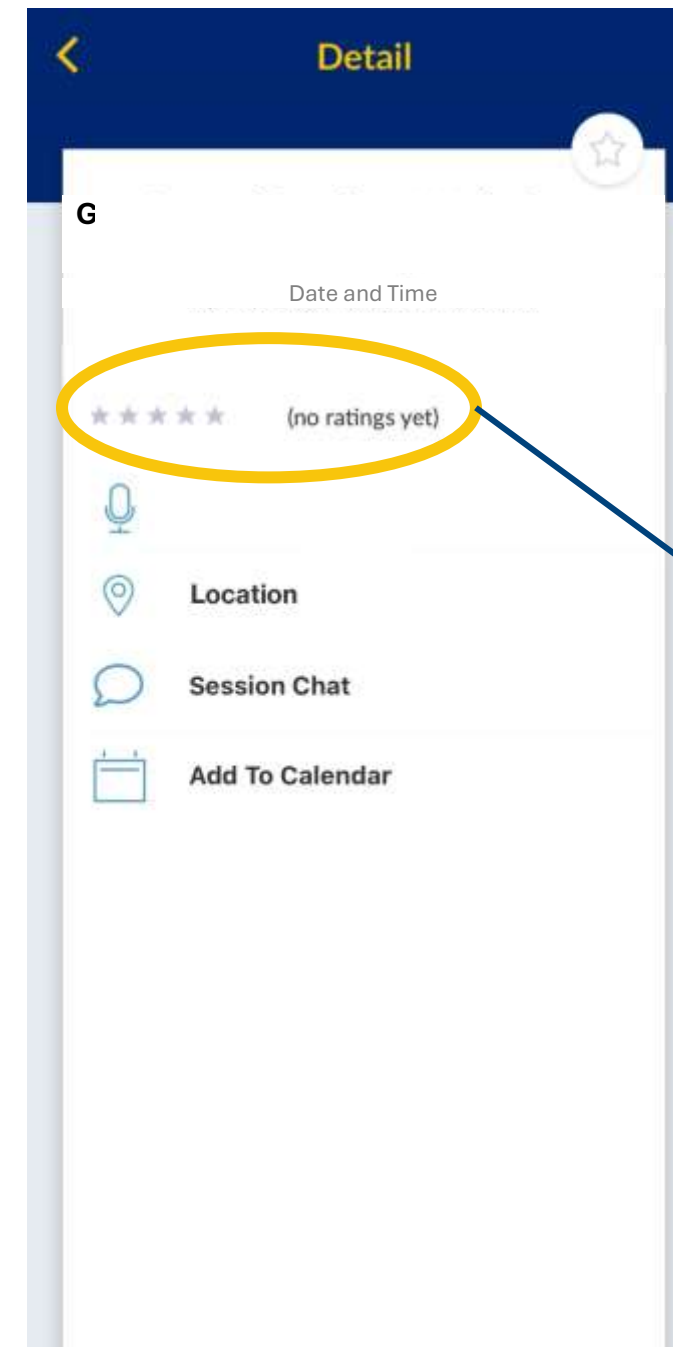 Detail
G
Date and Time
(no ratings yet)
Location
Session Chat
Add To Calendar